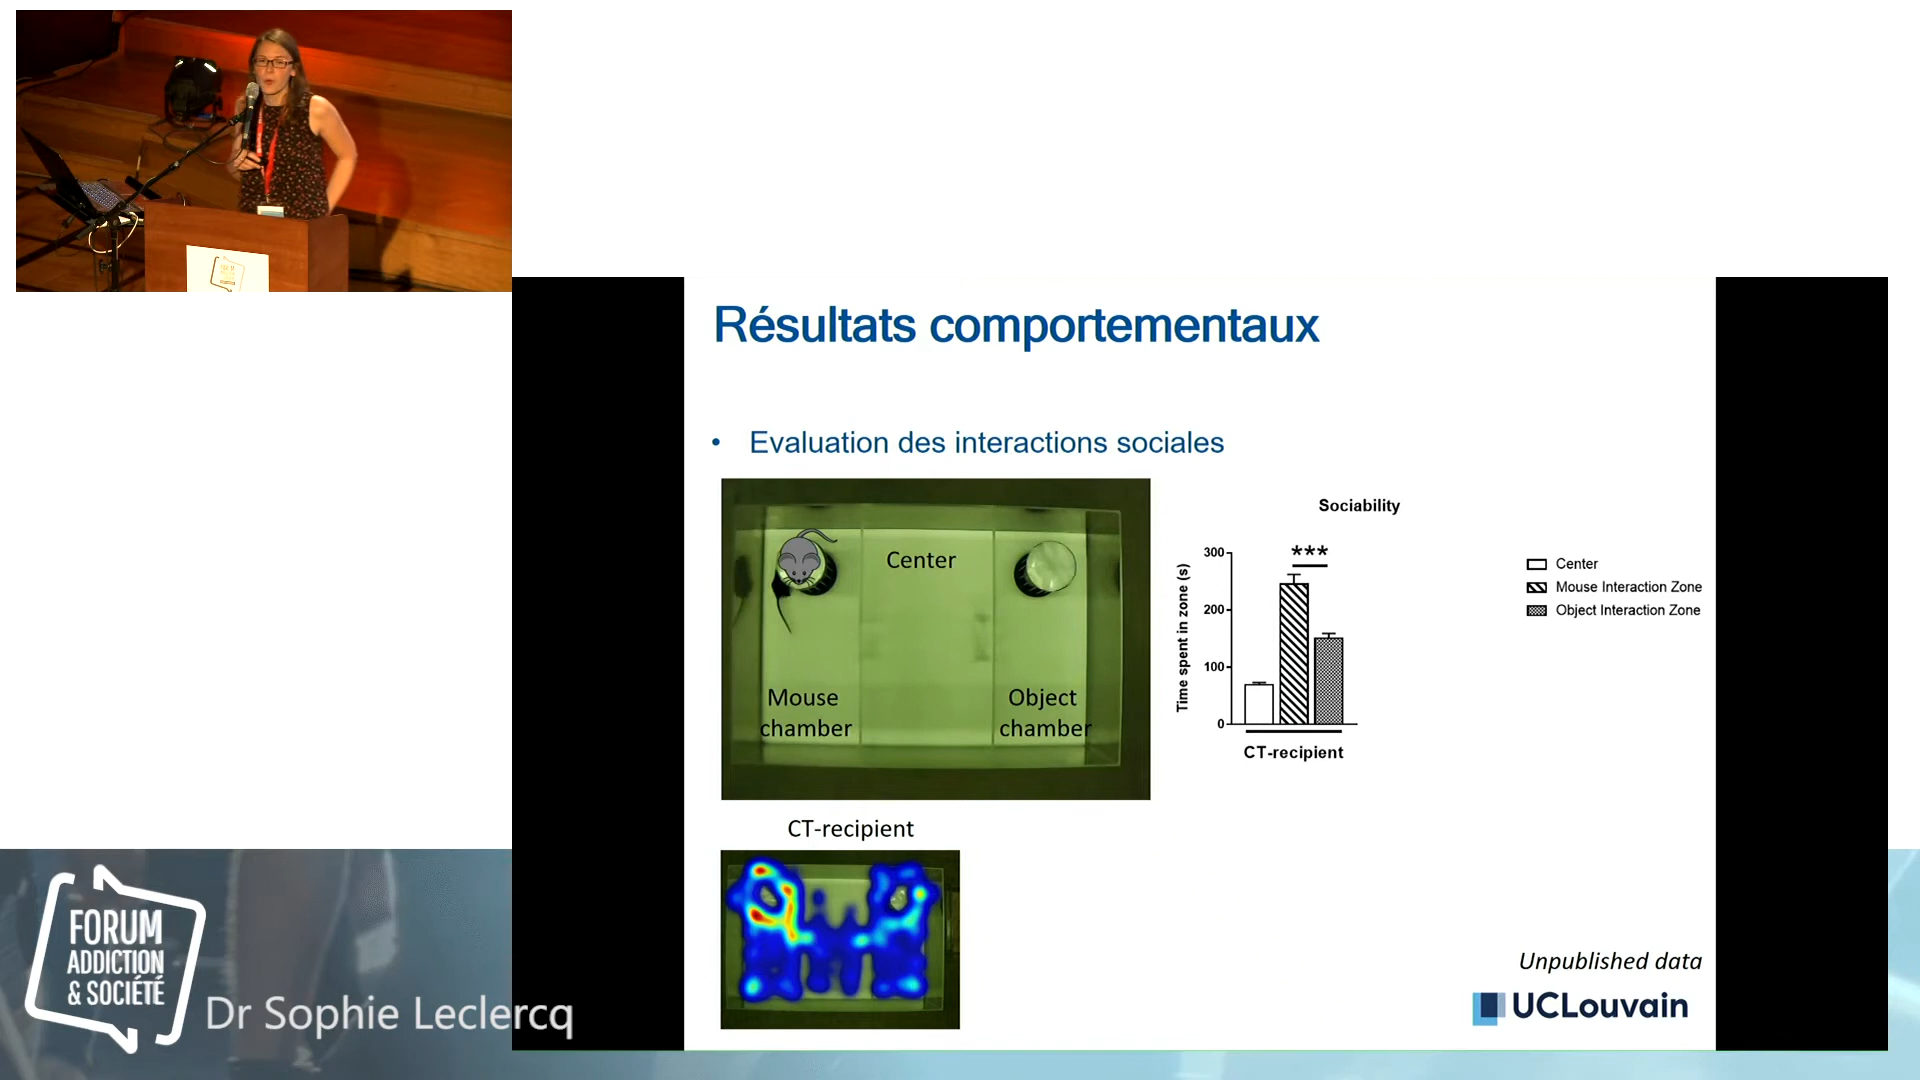 Résultats comportementaux
• Evaluation des interactions sociales
Center
Mouse
chamber
Object
chamber
Sociability
***
Time spent in zone (s)
300
200
100
0
CT-recipient
Center
Mouse Interaction Zone
Object Interaction Zone
CT-recipient
Unpublished data
UCLouvain
FORUM
ADDICTION
& SOCIÉTÉ
Dr Sophie Leclercq